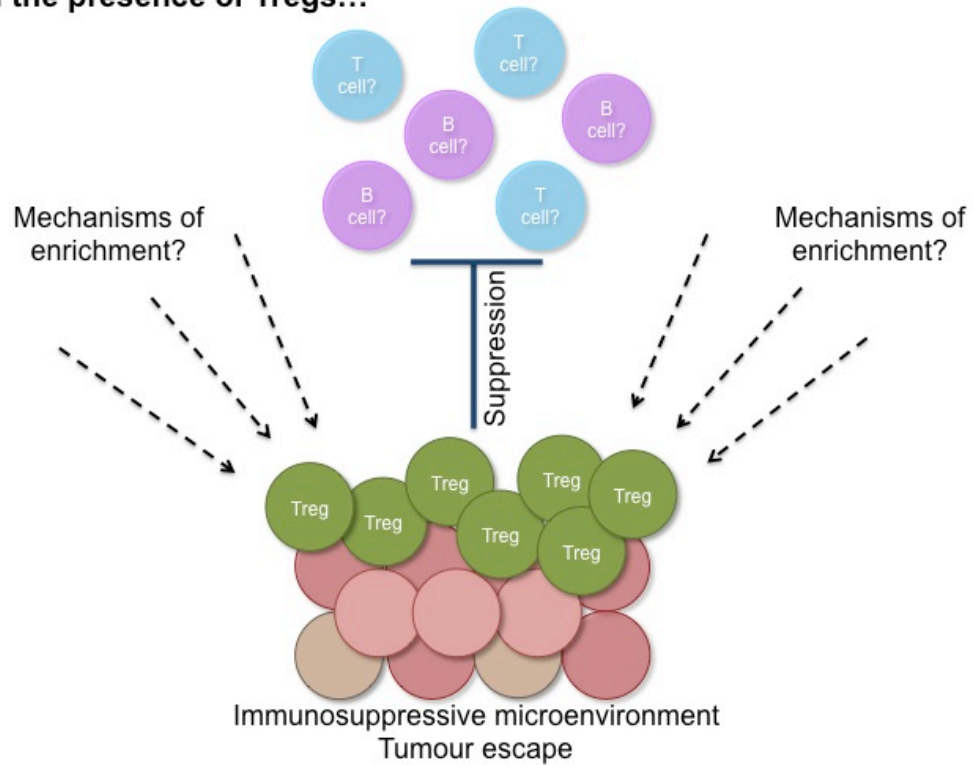 the presence of Tregs...
T
cell?
T
cell?
B
cell?
B
cell?
B
cell?
T
cell?
Mechanisms of
enrichment?
Mechanisms of
enrichment?
Suppression
Treg
Treg
Treg
Treg
Treg
Treg
Treg
Immunosuppressive microenvironment
Tumour escape